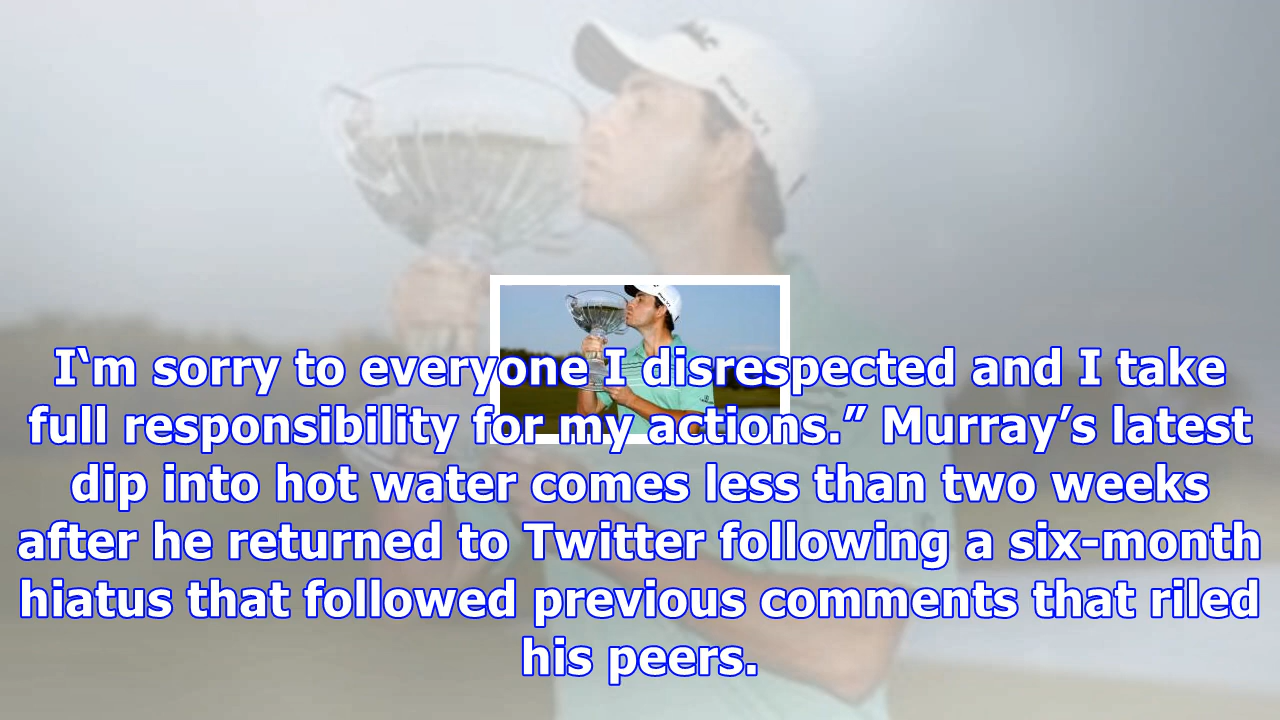 I‛m sorry to everyone I disrespected and I take
full responsibility for my actions.” Murray’s latest
dip into hot water comes less than two weeks
after he returned to Twitter following a six-month
hiatus that followed previous comments that riled
his peers.